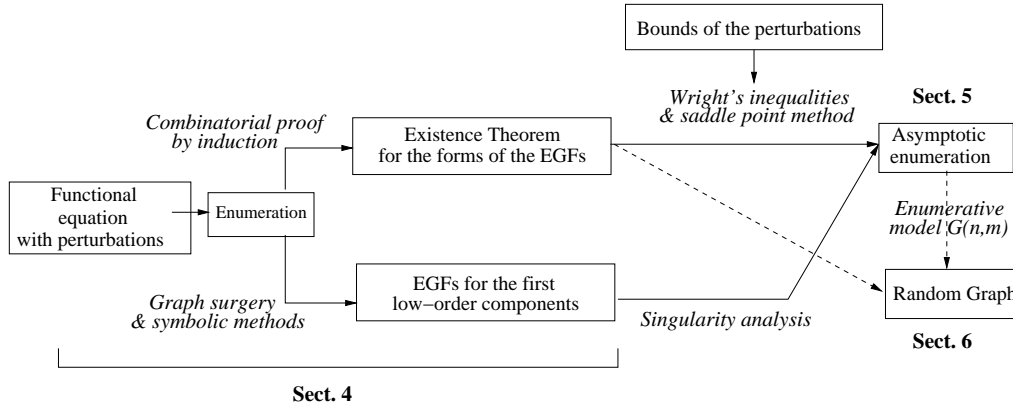 Bounds of the perturbations
Wright's inequalities
& saddle point method
Sect. 5
Combinatorial proof
by induction
Existence Theorem
for the forms of the EGFs
Asymptotic
enumeration
Functional
equation
with perturbations
Enumeration
Enumerative
model G(n,m)
Graph surgery
& symbolic methods
EGFs for the first
low−order components
Singularity analysis
Random Graph
Sect. 6
Sect. 4